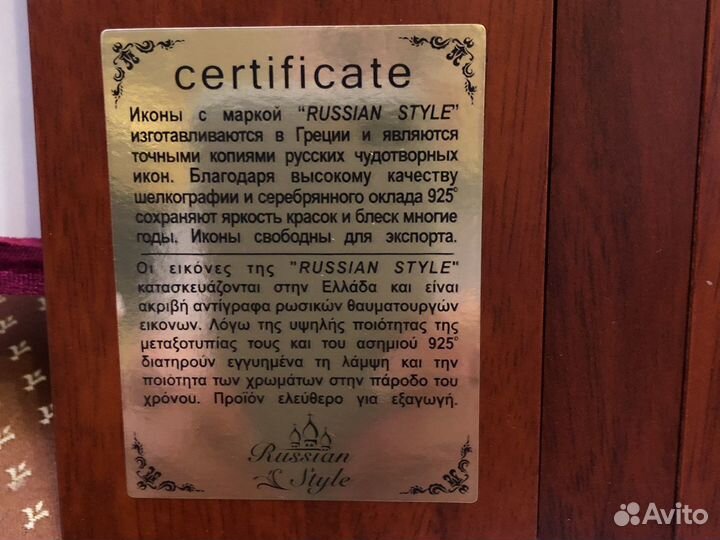 certificate
Иконы с маркой "RUSSIAN STYLE"
изготавливаются в Греции и являются
точными копиями русских чудотворных
икон. Благодаря высокому качеству
шелкографии и серебрянного оклада 925°
сохраняют яркость красок и блеск многие
годы. Иконы свободны для экспорта.
Οι εικόνες της "RUSSIAN STYLE"
κατασκευάζονται στην Ελλάδα και είναι
ακριβή αντίγραφα ρωσικών θαυματουργών
εικονων. Λόγω της υψηλής ποιότητας της
μεταξοτυπίας τους και του ασημιού 925°
διατηρούν εγγυημένα τη λάμψη και την
ποιότητα των χρωμάτων στην πάροδο του
χρόνου. Προϊόν ελεύθερο για εξαγωγή.
Russian
Style
Avito